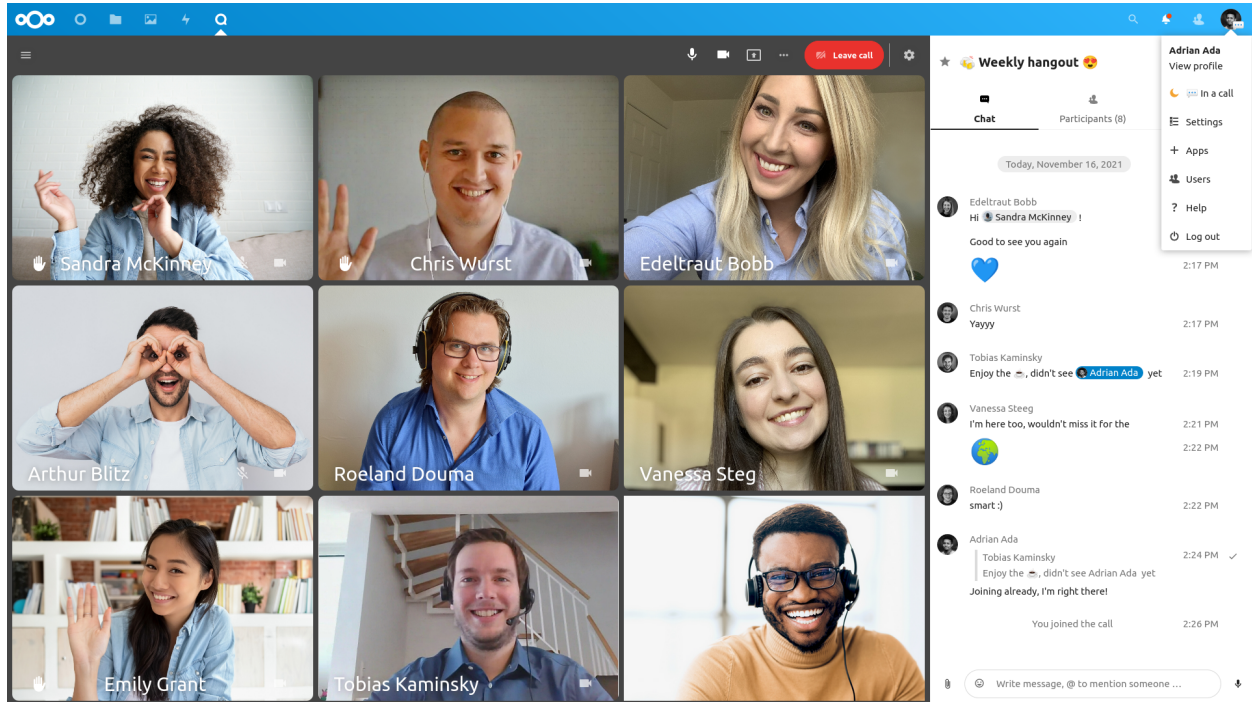 Leave call
Sandra McKinney
Chris Wurst
Edeltraut Bobb
Arthur Blitz
Roeland Douma
Vanessa Steg
Emily Grant
Tobias Kaminsky
⭐ 👋 Weekly hangout 😍
Chat
Participants (8)
Today, November 16, 2021
Edeltraut Bobb
Hi Sandra McKinney !
Good to see you again
💙 2:17 PM
Chris Wurst
Yayyy 2:17 PM
Tobias Kaminsky
Enjoy the ☕, didn't see Adrian Ada yet 2:19 PM
Vanessa Steeg
I'm here too, wouldn't miss it for the 2:21 PM
🌍 2:22 PM
Roeland Douma
smart :) 2:22 PM
Adrian Ada
Tobias Kaminsky 2:24 PM
Enjoy the ☕, didn't see Adrian Ada yet
Joining already, I'm right there!
You joined the call 2:26 PM
Write message, @ to mention someone …
Adrian Ada
View profile
🌙 💬 In a call
Settings
+ Apps
Users
? Help
Log out